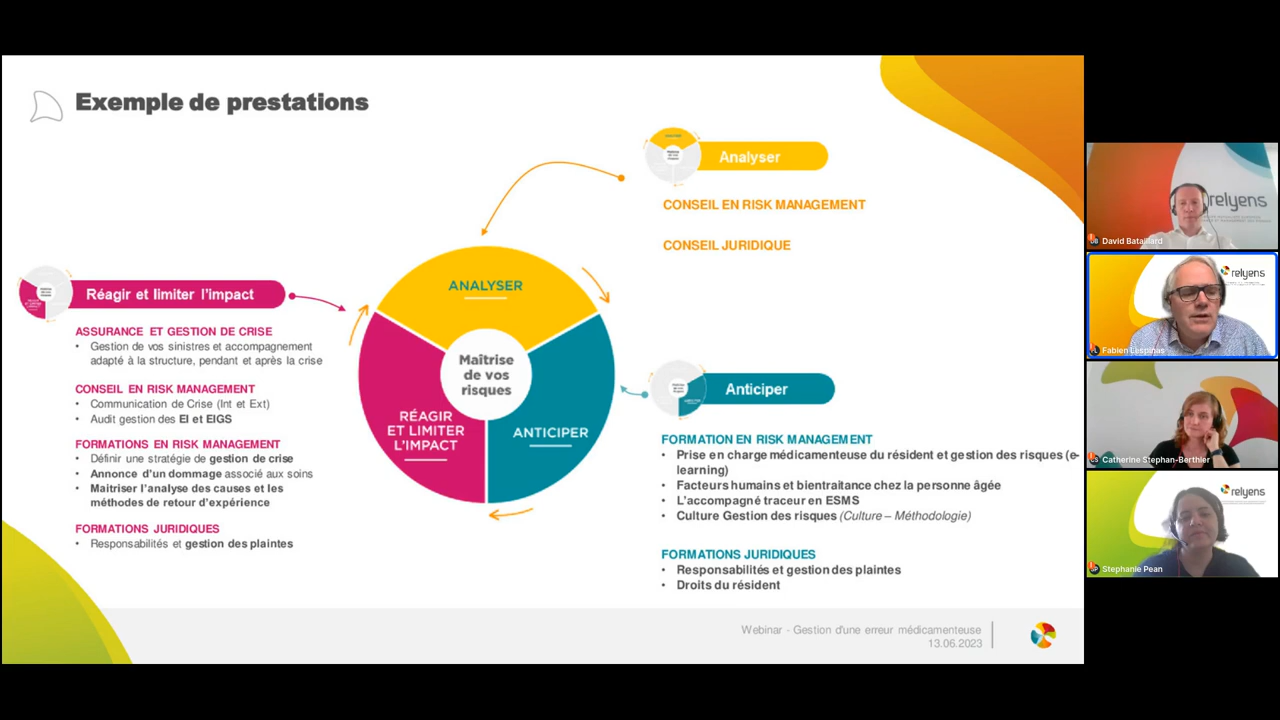 Exemple de prestations
Analyser
CONSEIL EN RISK MANAGEMENT
CONSEIL JURIDIQUE
Réagir et limiter l'impact
ASSURANCE ET GESTION DE CRISE
• Gestion de vos sinistres et accompagnement
adapté à la structure, pendant et après la crise
CONSEIL EN RISK MANAGEMENT
• Communication de Crise (Int et Ext)
• Audit gestion des EI et EIGS
FORMATIONS EN RISK MANAGEMENT
• Définir une stratégie de gestion de crise
• Annonce d'un dommage associé aux soins
• Maitriser l'analyse des causes et les
méthodes de retour d'expérience
FORMATIONS JURIDIQUES
• Responsabilités et gestion des plaintes
ANALYSER
Maîtrise
de vos
risques
RÉAGIR
ET LIMITER
L'IMPACT
ANTICIPER
Anticiper
FORMATION EN RISK MANAGEMENT
• Prise en charge médicamenteuse du résident et gestion des risques (e-
learning)
• Facteurs humains et bientraitance chez la personne âgée
• L'accompagné traceur en ESMS
• Culture Gestion des risques (Culture – Méthodologie)
FORMATIONS JURIDIQUES
• Responsabilités et gestion des plaintes
• Droits du résident
Webinar - Gestion d'une erreur médicamenteuse
13.06.2023
relyens
David Bataillard
relyens
Fabien Lespinas
Catherine Stephan-Berthier
relyens
Stephanie Pean